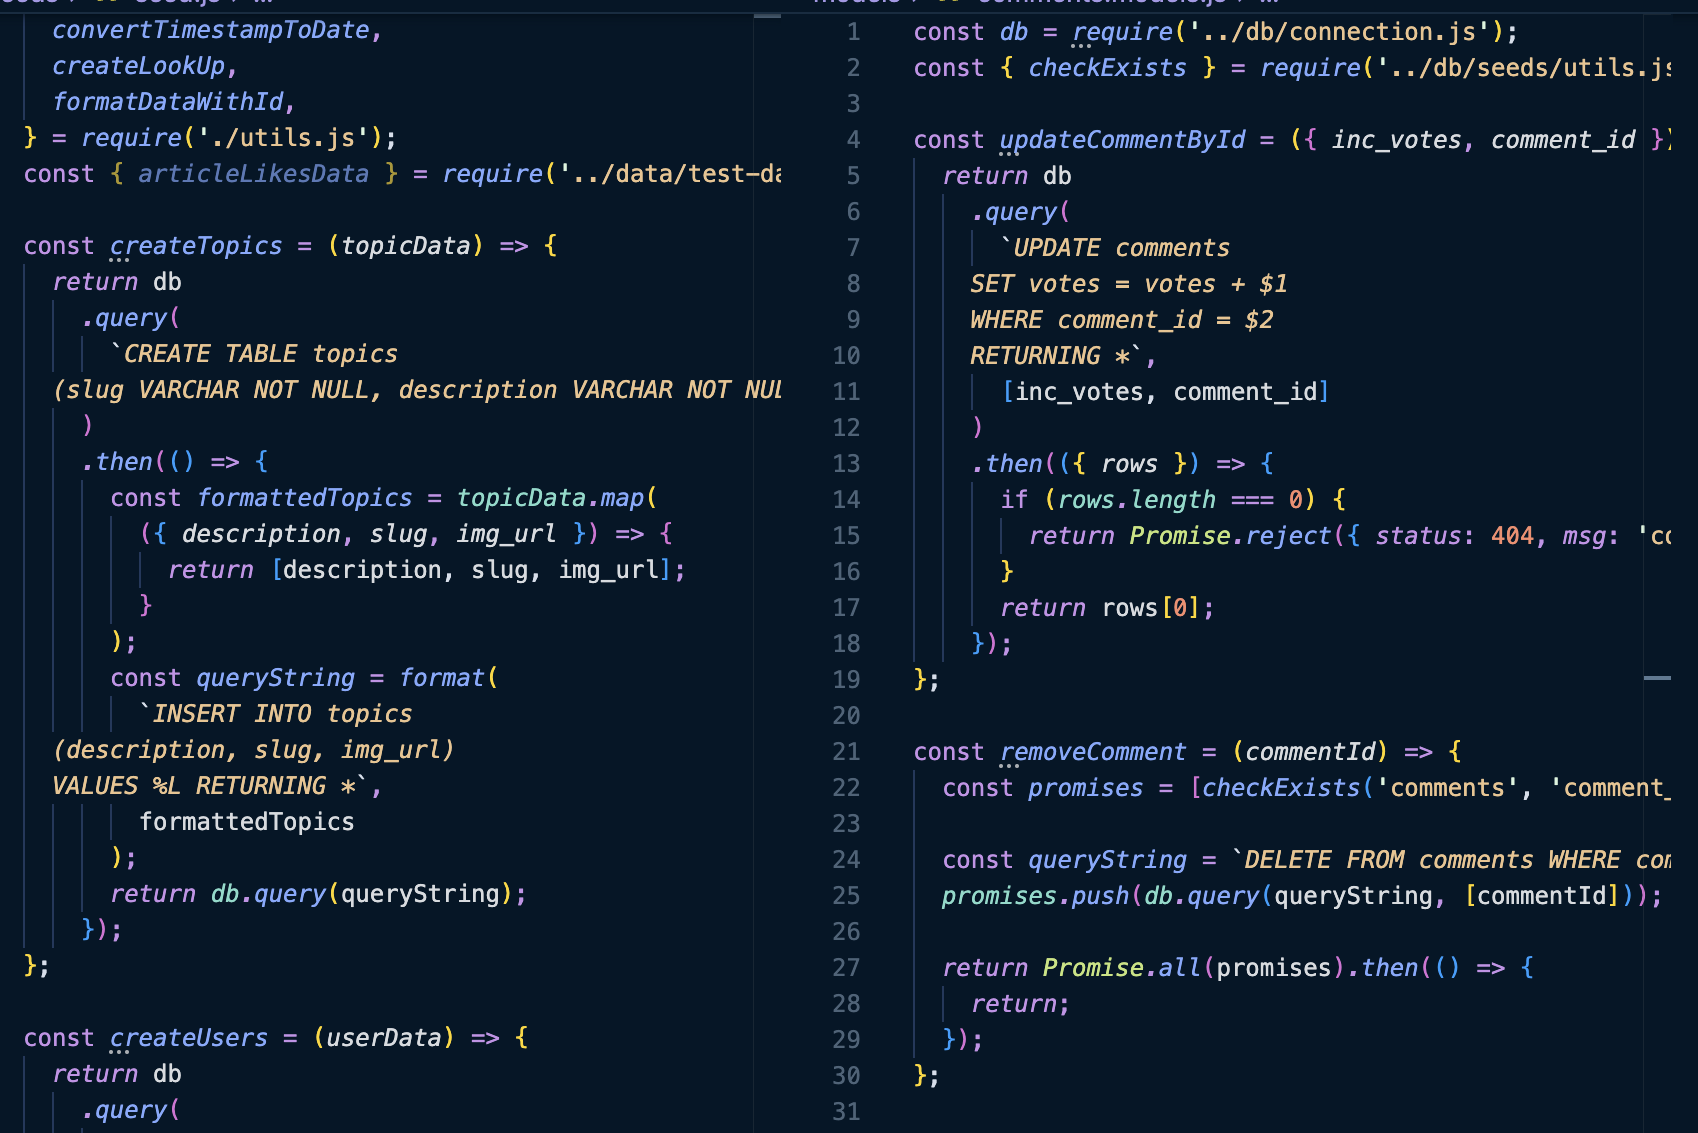 convertTimestampToDate,
createLookUp,
formatDataWithId,
} = require('./utils.js');
const { articleLikesData } = require('../data/test-da
const createTopics = (topicData) => {
return db
.query(
`CREATE TABLE topics
(slug VARCHAR NOT NULL, description VARCHAR NOT NUL
)
.then(() => {
const formattedTopics = topicData.map(
({ description, slug, img_url }) => {
return [description, slug, img_url];
}
);
const queryString = format(
`INSERT INTO topics
(description, slug, img_url)
VALUES %L RETURNING *`,
formattedTopics
);
return db.query(queryString);
});
};
const createUsers = (userData) => {
return db
.query(
1 const db = require('../db/connection.js');
2 const { checkExists } = require('../db/seeds/utils.js
3
4 const updateCommentById = ({ inc_votes, comment_id })
5 return db
6 .query(
7 `UPDATE comments
8 SET votes = votes + $1
9 WHERE comment_id = $2
10 RETURNING *`,
11 [inc_votes, comment_id]
12 )
13 .then(({ rows }) => {
14 if (rows.length === 0) {
15 return Promise.reject({ status: 404, msg: 'co
16 }
17 return rows[0];
18 });
19 };
20
21 const removeComment = (commentId) => {
22 const promises = [checkExists('comments', 'comment_
23
24 const queryString = `DELETE FROM comments WHERE com
25 promises.push(db.query(queryString, [commentId]));
26
27 return Promise.all(promises).then(() => {
28 return;
29 });
30 };
31